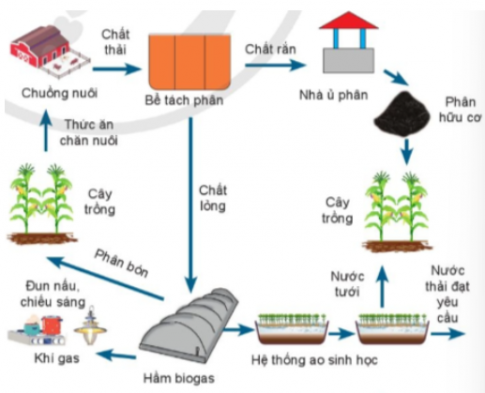 Chất
thải
Chất rắn
Chuồng nuôi
Bể tách phân
Nhà ủ phân
Phân
hữu cơ
Thức ăn
chăn nuôi
Cây
trồng
Chất
lỏng
Cây
trồng
Phân bón
Đun nấu,
chiếu sáng
Nước
tưới
Nước
thải đạt
yêu
cầu
Khí gas
Hầm biogas
Hệ thống ao sinh học